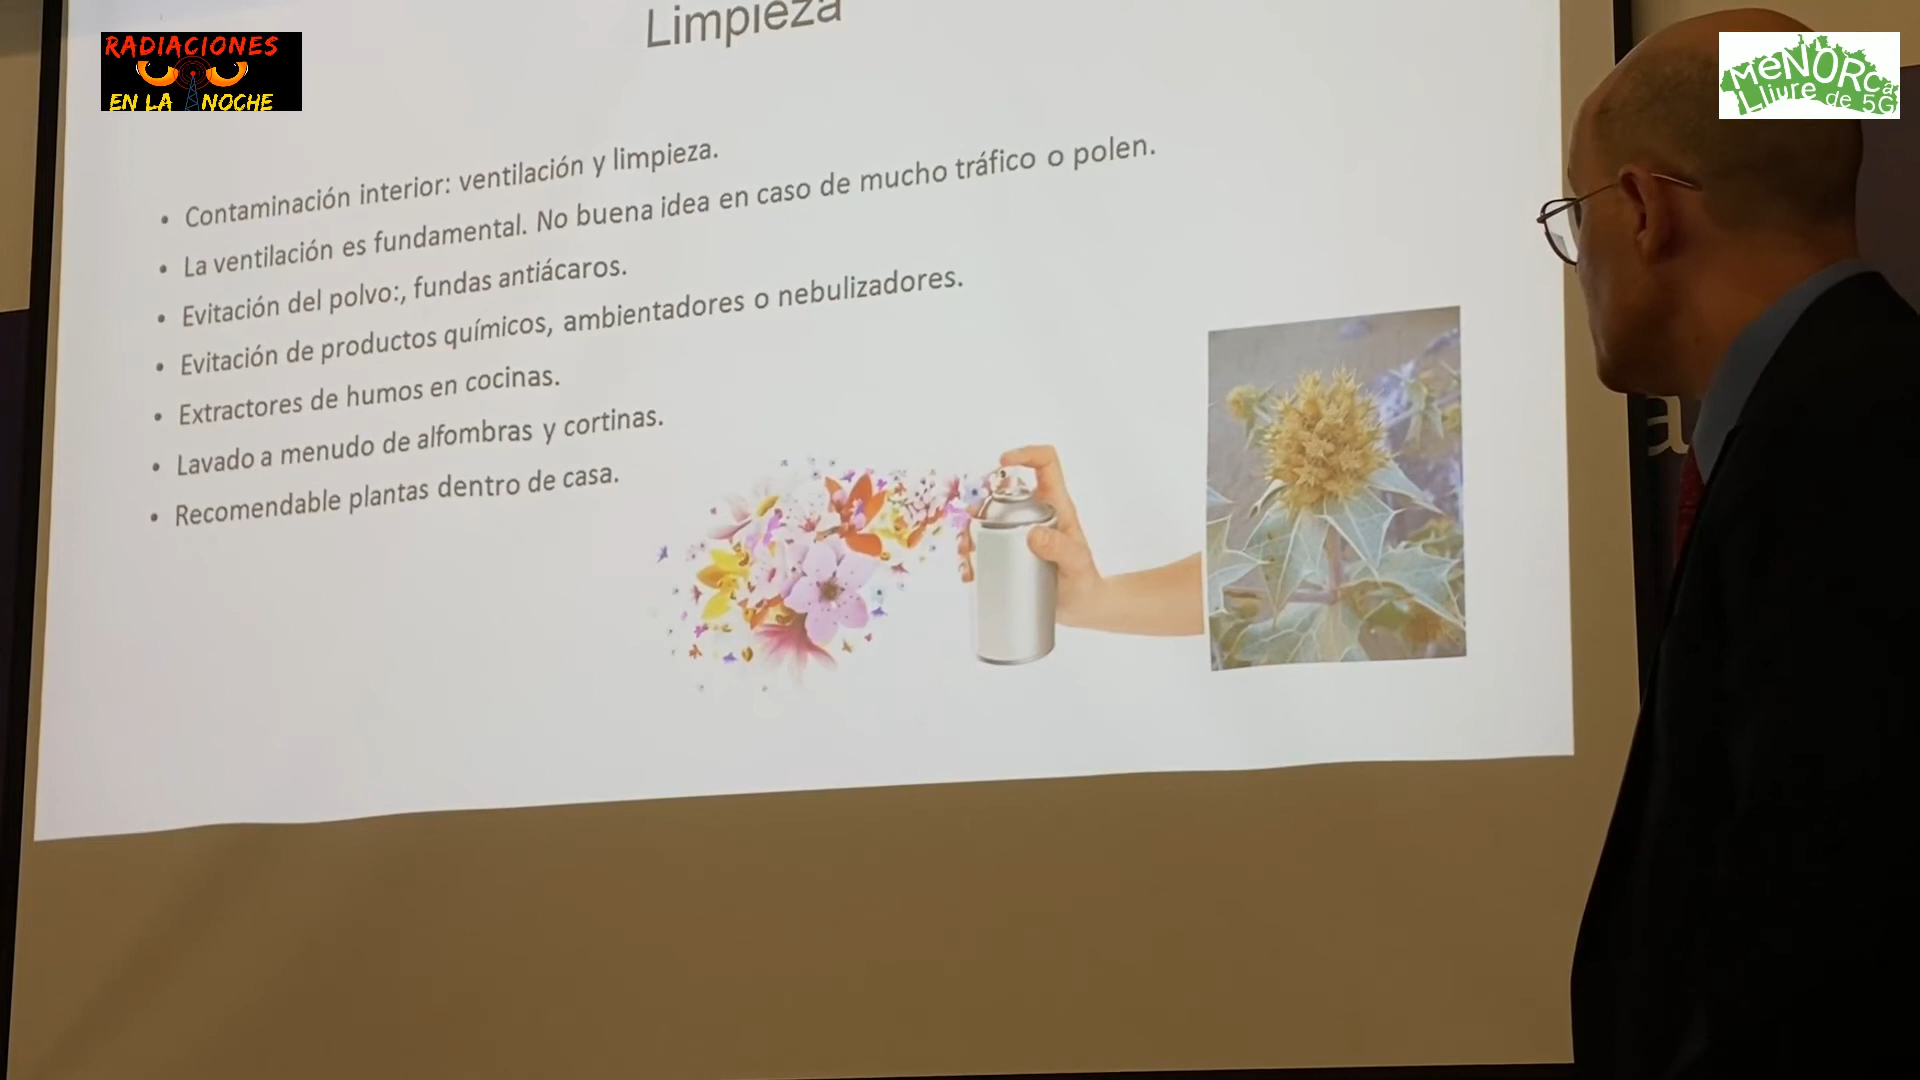 Limpieza
RADIACIONES
EN LA NOCHE
MeNORCa
Lliure de 5G
• Contaminación interior: ventilación y limpieza.
• La ventilación es fundamental. No buena idea en caso de mucho tráfico o polen.
• Evitación del polvo:, fundas antiácaros.
• Evitación de productos químicos, ambientadores o nebulizadores.
• Extractores de humos en cocinas.
• Lavado a menudo de alfombras y cortinas.
• Recomendable plantas dentro de casa.